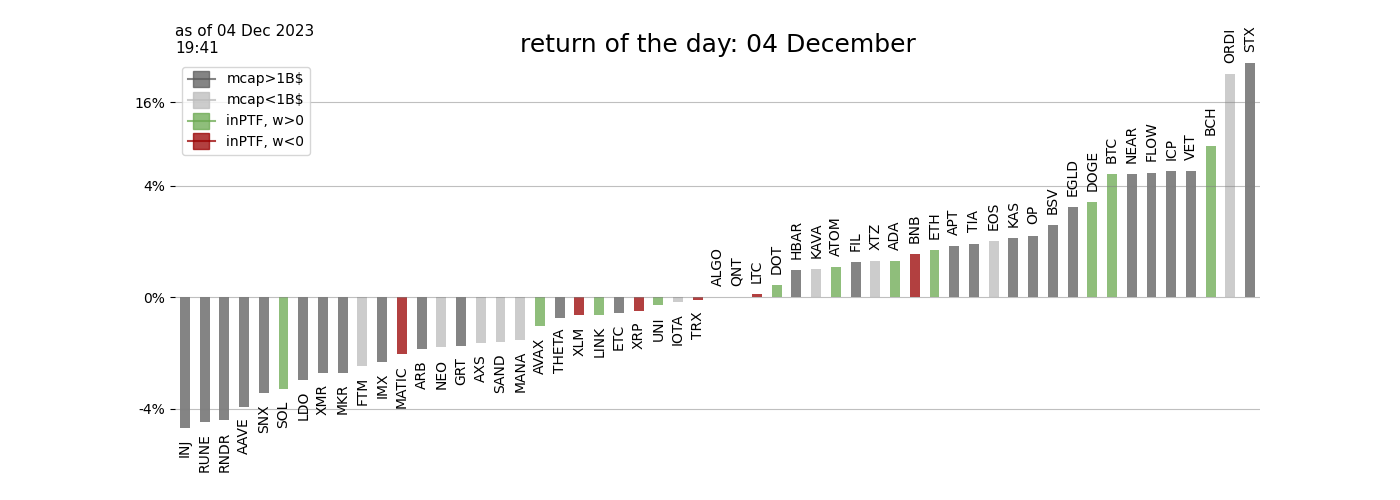 as of 04 Dec 2023
19:41
return of the day: 04 December
mcap>1B$
mcap<1B$
inPTF, w>0
inPTF, w<0
16%
4%
0%
-4%
INJ
RUNE
RNDR
AAVE
SNX
SOL
LDO
XMR
MKR
FTM
IMX
MATIC
ARB
NEO
GRT
AXS
SAND
MANA
AVAX
THETA
XLM
LINK
ETC
XRP
UNI
IOTA
TRX
ALGO
QNT
LTC
DOT
HBAR
KAVA
ATOM
FIL
XTZ
ADA
BNB
ETH
APT
TIA
EOS
KAS
OP
BSV
EGLD
DOGE
BTC
NEAR
FLOW
ICP
VET
BCH
ORDI
STX